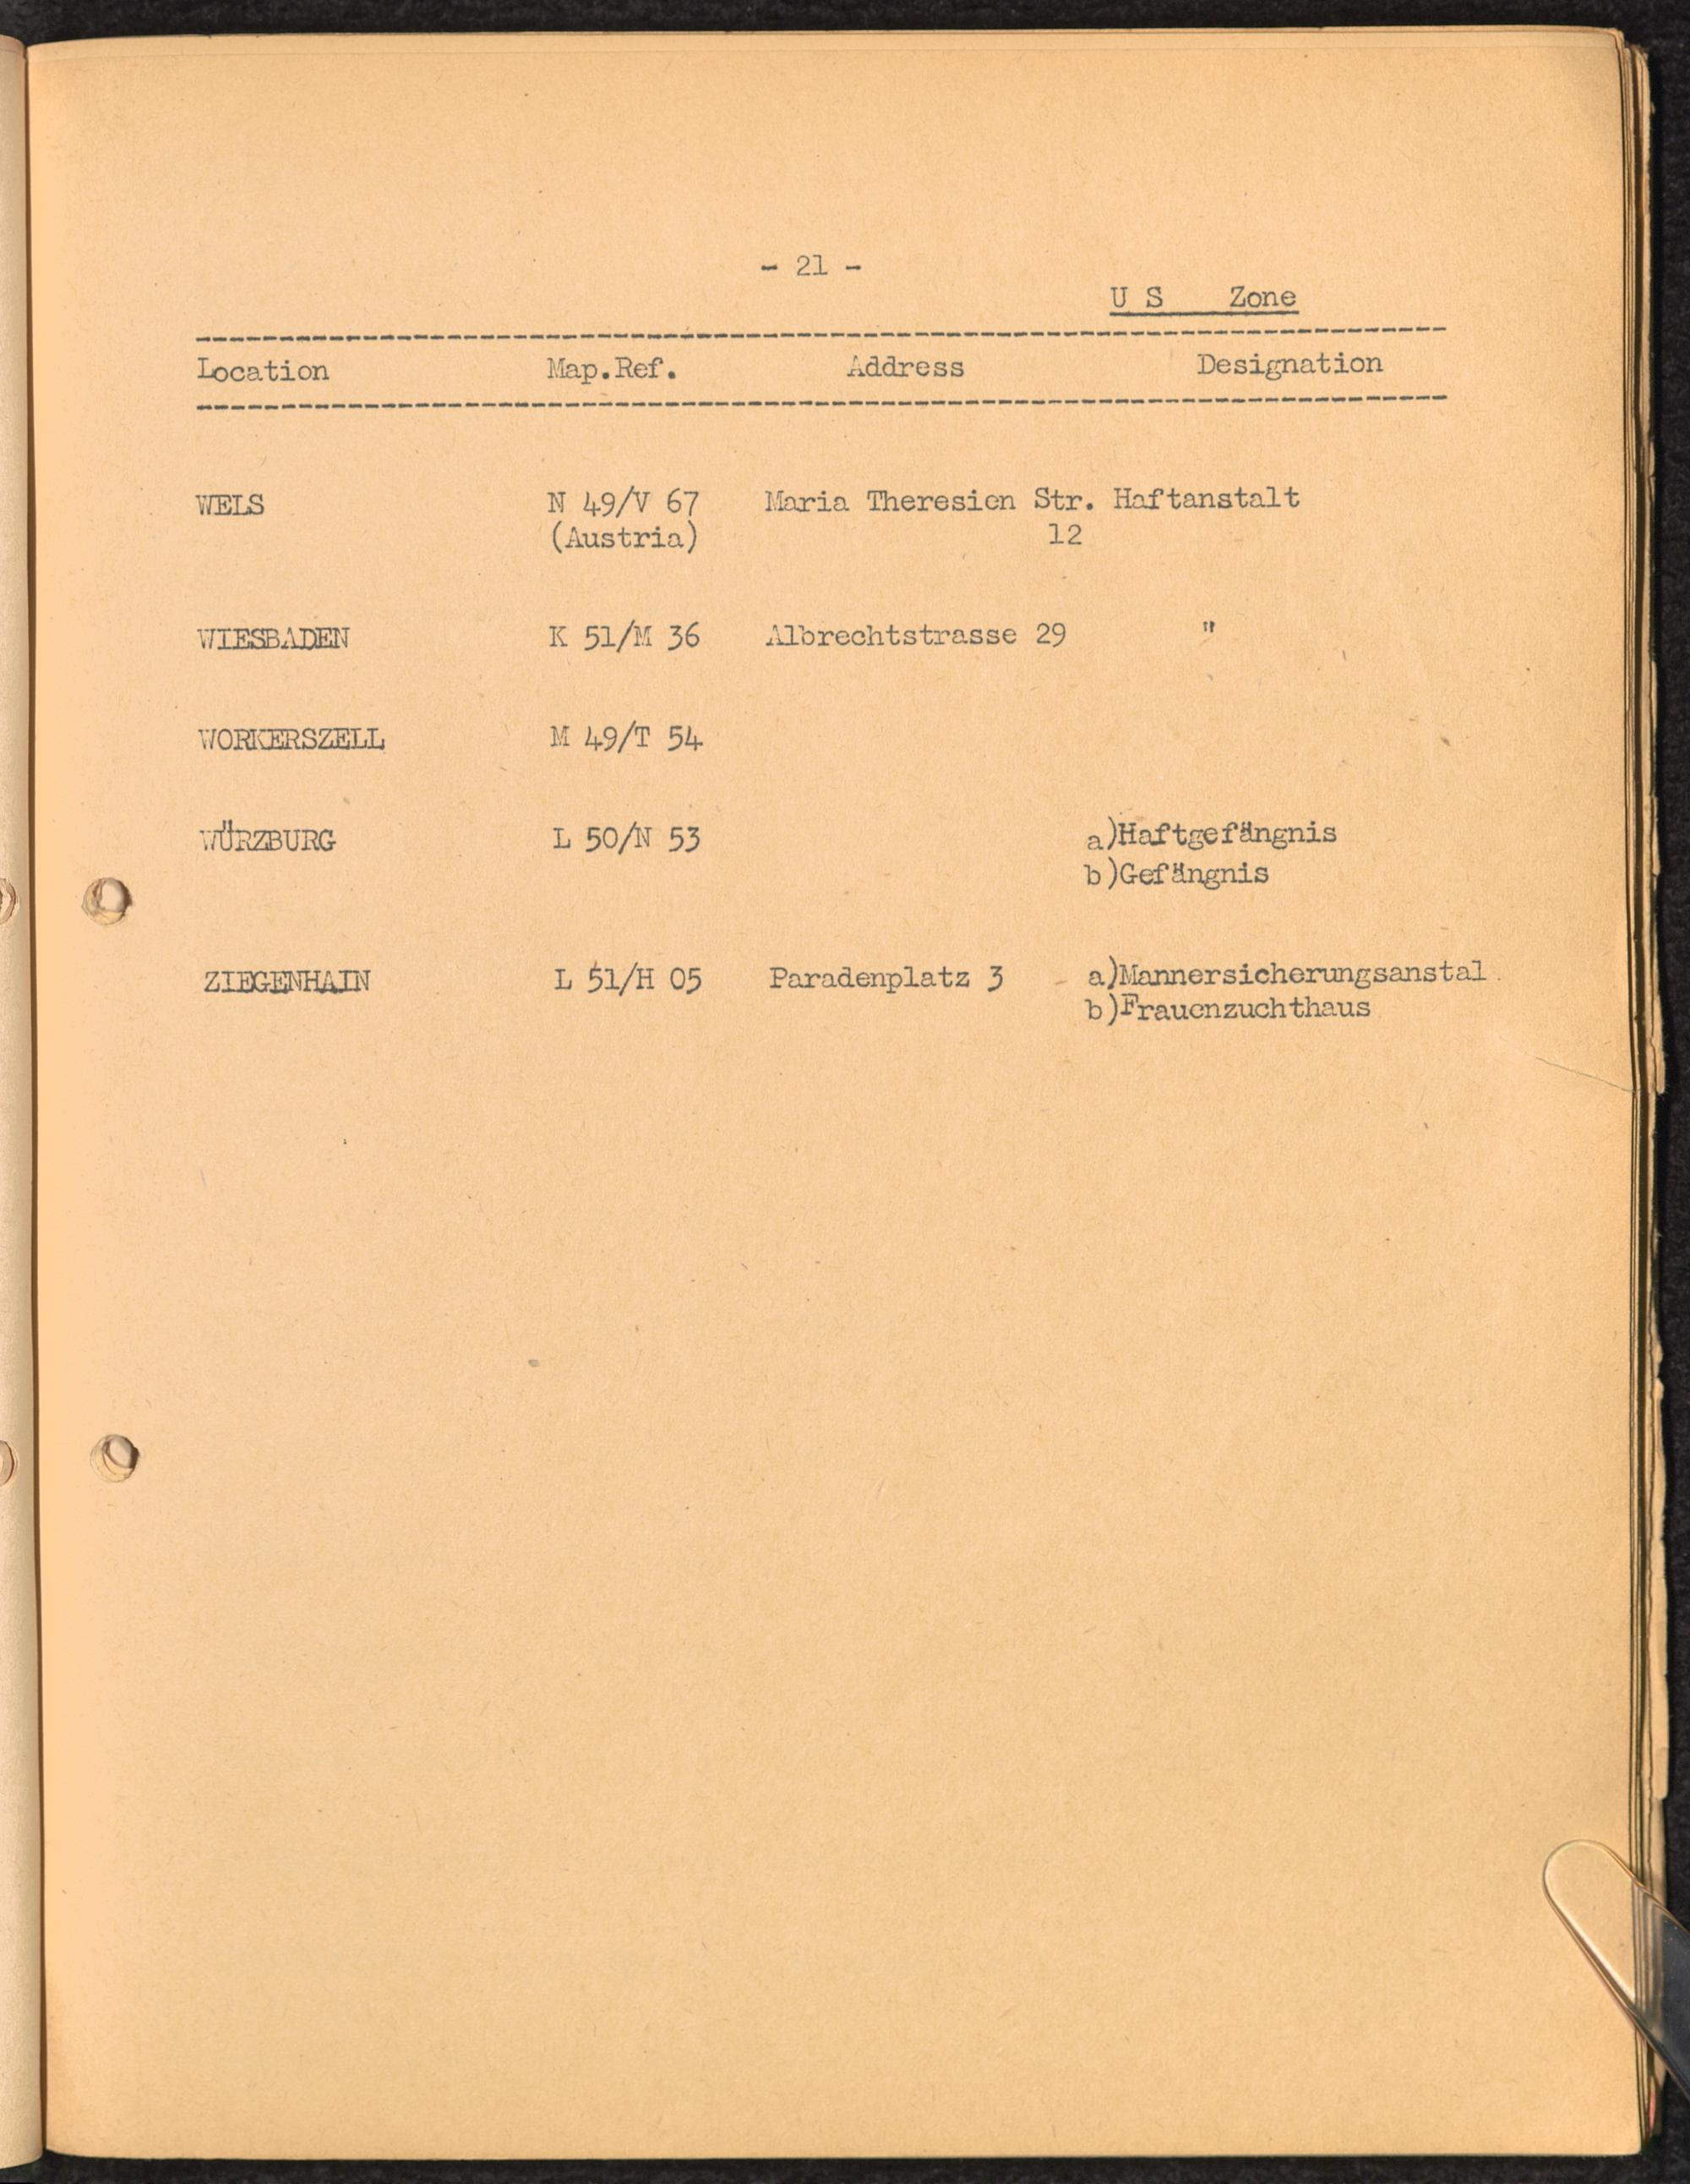 - 21 -
U S Zone
Location Map.Ref. Address Designation
WELS N 49/V 67 Maria Theresien Str. Haftanstalt
(Austria) 12
WIESBADEN K 51/M 36 Albrechtstrasse 29 "
WORKERSZELL M 49/T 54
WÜRZBURG L 50/N 53 a)Haftgefängnis
b)Gefängnis
ZIEGENHAIN L 51/H 05 Paradenplatz 3 a)Mannersicherungsanstal.
b)Frauenzuchthaus